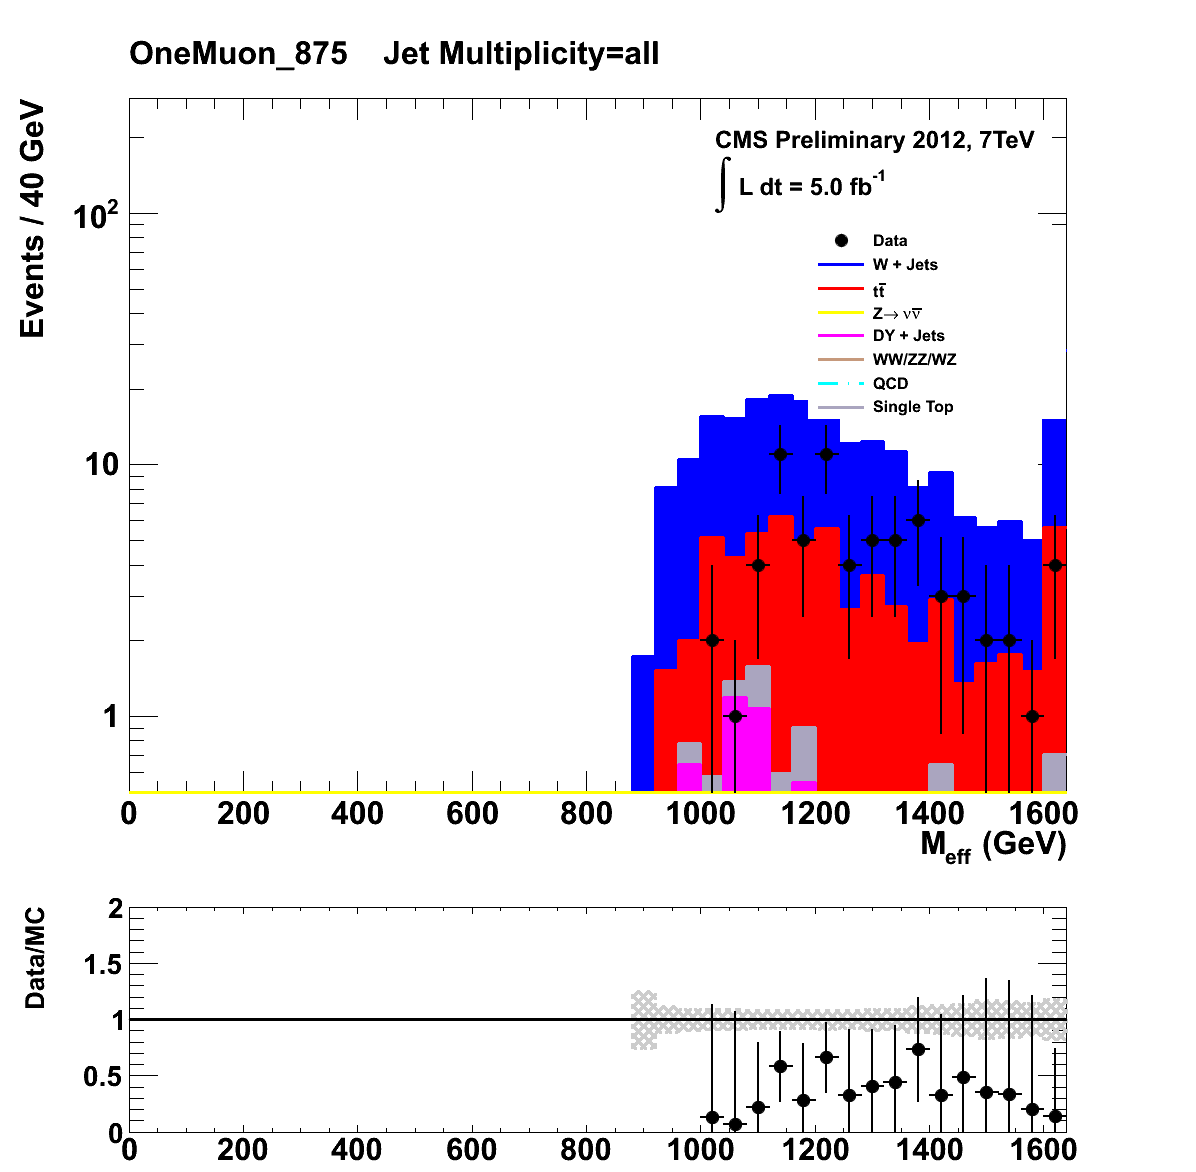 OneMuon_875 Jet Multiplicity=all
Events / 40 GeV
CMS Preliminary 2012, 7TeV
∫ L dt = 5.0 fb⁻¹
Data
W + Jets
tt̅
Z→ νν̅
DY + Jets
WW/ZZ/WZ
QCD
Single Top
10²
10
1
0 200 400 600 800 1000 1200 1400 1600
M_eff (GeV)
Data/MC
2
1.5
1
0.5
0
0 200 400 600 800 1000 1200 1400 1600